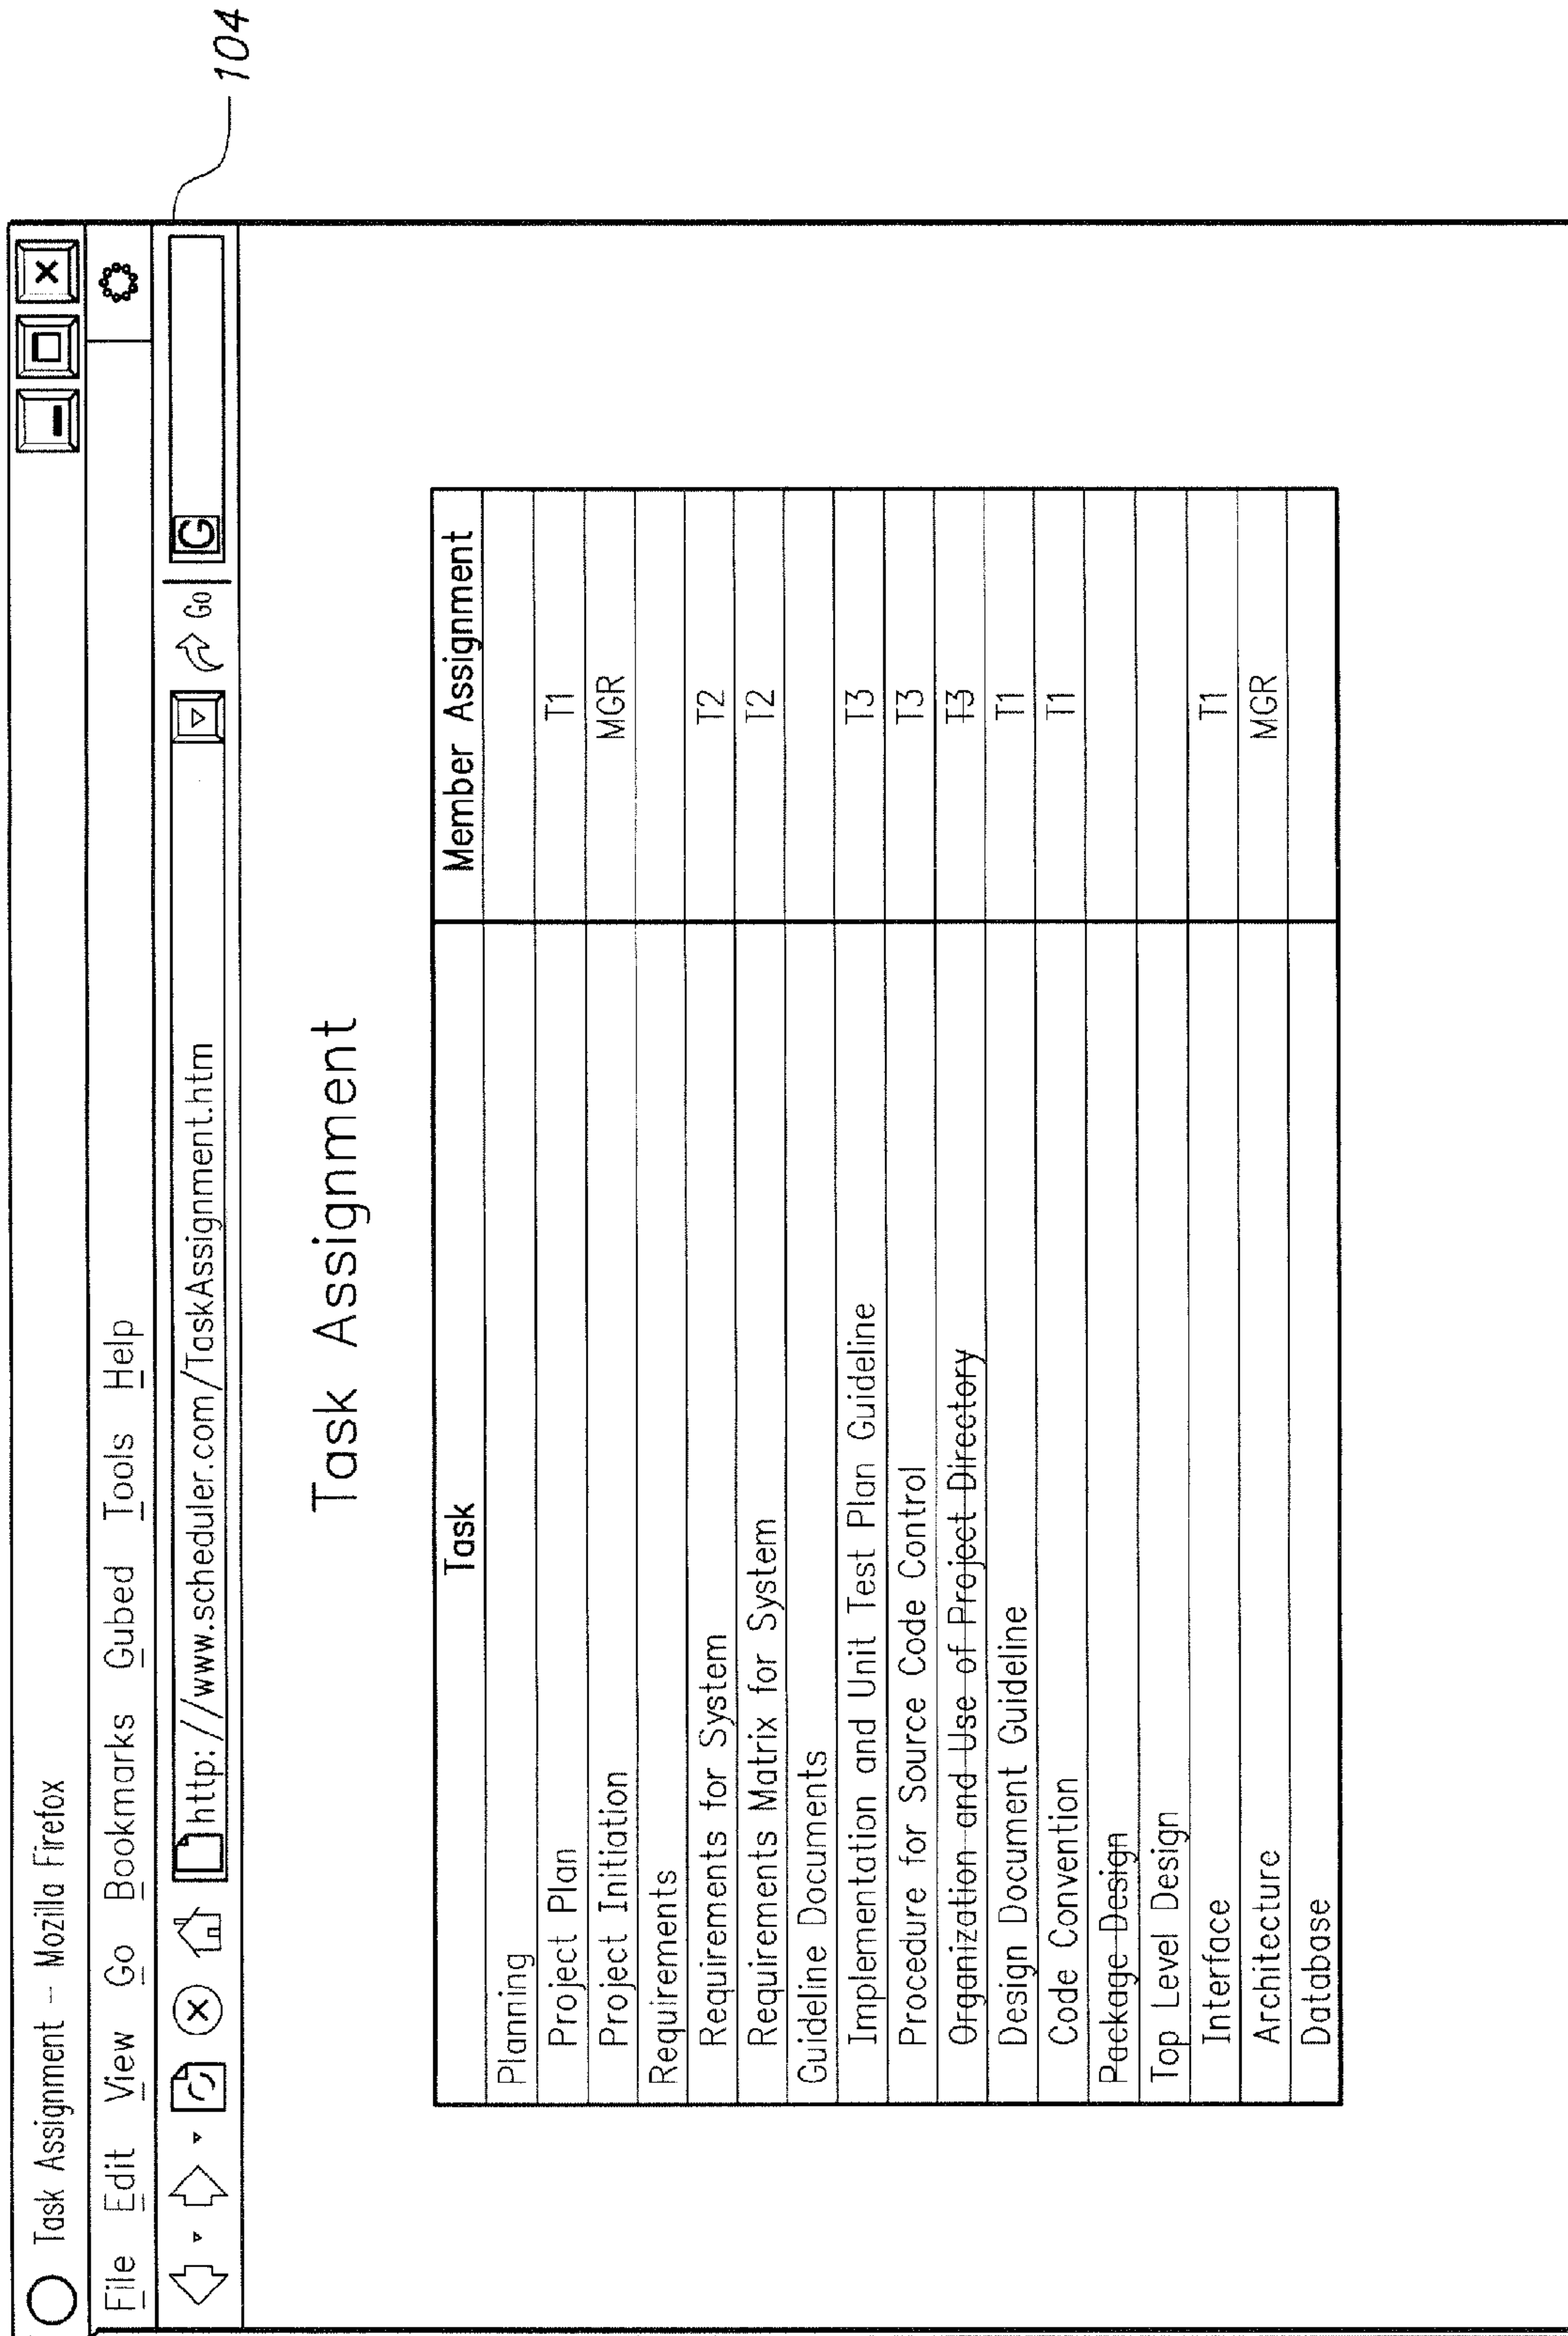 104
Task Assignment – Mozilla Firefox
File Edit View Go Bookmarks Gubed Tools Help
http://www.scheduler.com/TaskAssignment.htm Go G
Task Assignment
Task Member Assignment
Planning
Project Plan T1
Project Initiation MGR
Requirements
Requirements for System T2
Requirements Matrix for System T2
Guideline Documents
Implementation and Unit Test Plan Guideline T3
Procedure for Source Code Control T3
Organization and Use of Project Directory T3
Design Document Guideline T1
Code Convention T1
Package Design
Top Level Design
Interface T1
Architecture MGR
Database